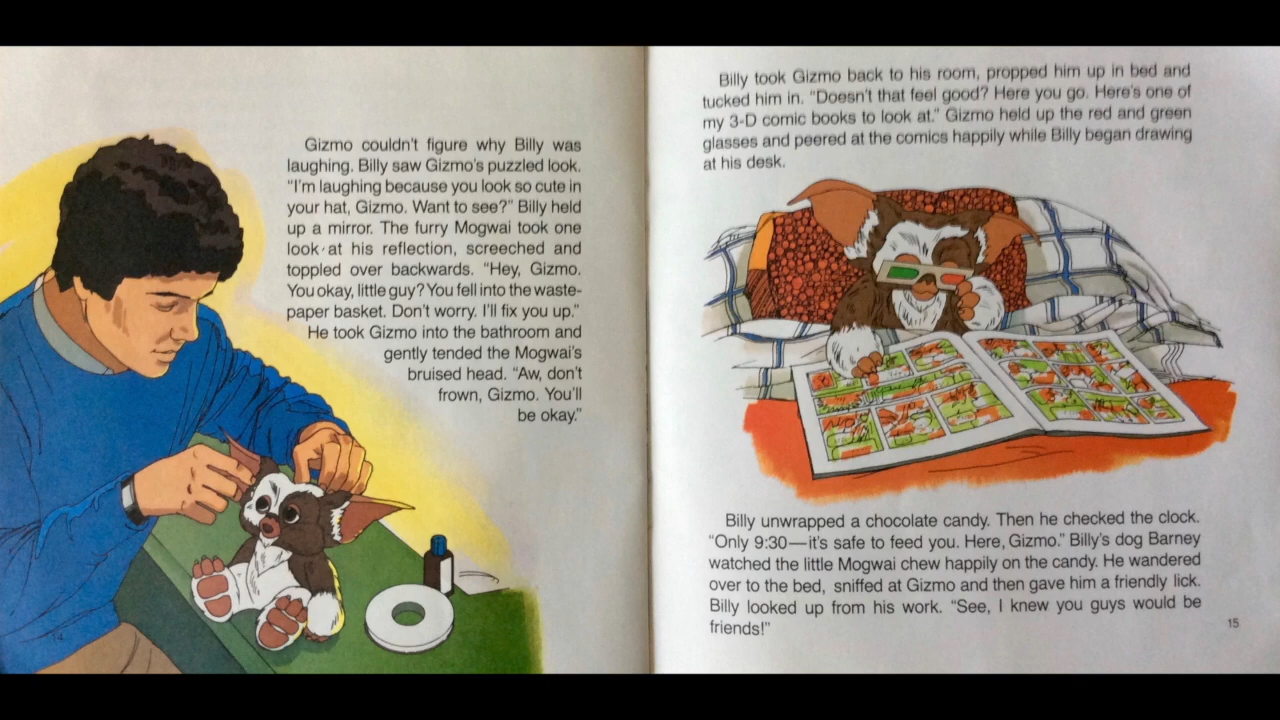 Gizmo couldn't figure why Billy was
laughing. Billy saw Gizmo's puzzled look.
"I'm laughing because you look so cute in
your hat, Gizmo. Want to see?" Billy held
up a mirror. The furry Mogwai took one
look at his reflection, screeched and
toppled over backwards. "Hey, Gizmo.
You okay, little guy? You fell into the waste-
paper basket. Don't worry. I'll fix you up."
He took Gizmo into the bathroom and
gently tended the Mogwai's
bruised head. "Aw, don't
frown, Gizmo. You'll
be okay."
14
Billy took Gizmo back to his room, propped him up in bed and
tucked him in. "Doesn't that feel good? Here you go. Here's one of
my 3-D comic books to look at." Gizmo held up the red and green
glasses and peered at the comics happily while Billy began drawing
at his desk.
Billy unwrapped a chocolate candy. Then he checked the clock.
"Only 9:30—it's safe to feed you. Here, Gizmo." Billy's dog Barney
watched the little Mogwai chew happily on the candy. He wandered
over to the bed, sniffed at Gizmo and then gave him a friendly lick.
Billy looked up from his work. "See, I knew you guys would be
friends!"
15